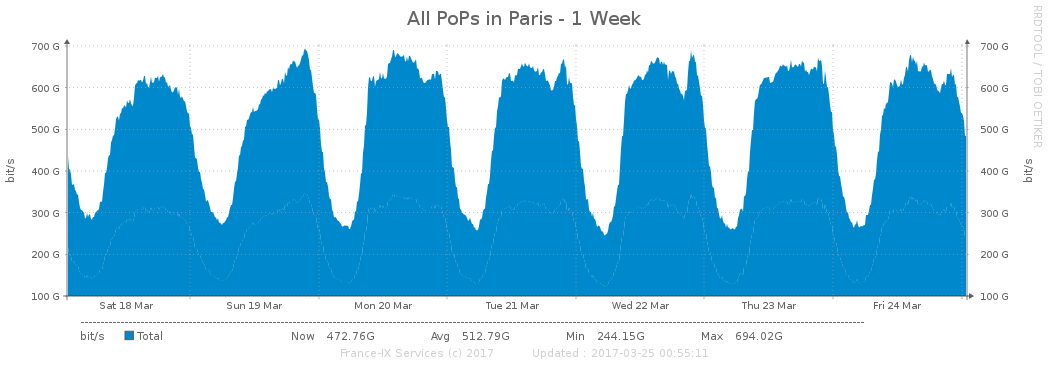 All PoPs in Paris - 1 Week
RRDTOOL / TOBI OETIKER
700 G
700 G
600 G
600 G
500 G
500 G
400 G
400 G
300 G
300 G
200 G
200 G
100 G
100 G
bit/s
bit/s
Sat 18 Mar Sun 19 Mar Mon 20 Mar Tue 21 Mar Wed 22 Mar Thu 23 Mar Fri 24 Mar
bit/s Total Now 472.76G Avg 512.79G Min 244.15G Max 694.02G
France-IX Services (c) 2017 Updated : 2017-03-25 00:55:11